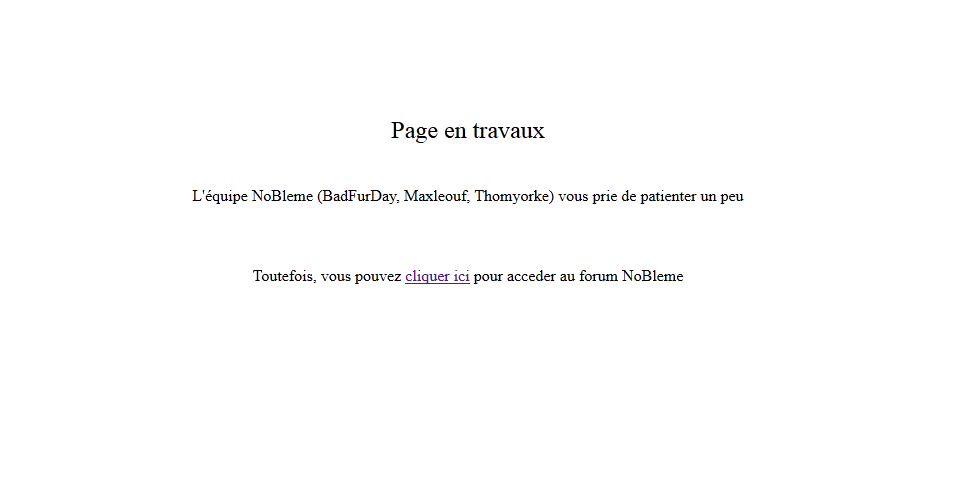 Page en travaux
L'équipe NoBleme (BadFurDay, Maxleouf, Thomyorke) vous prie de patienter un peu
Toutefois, vous pouvez cliquer ici pour acceder au forum NoBleme